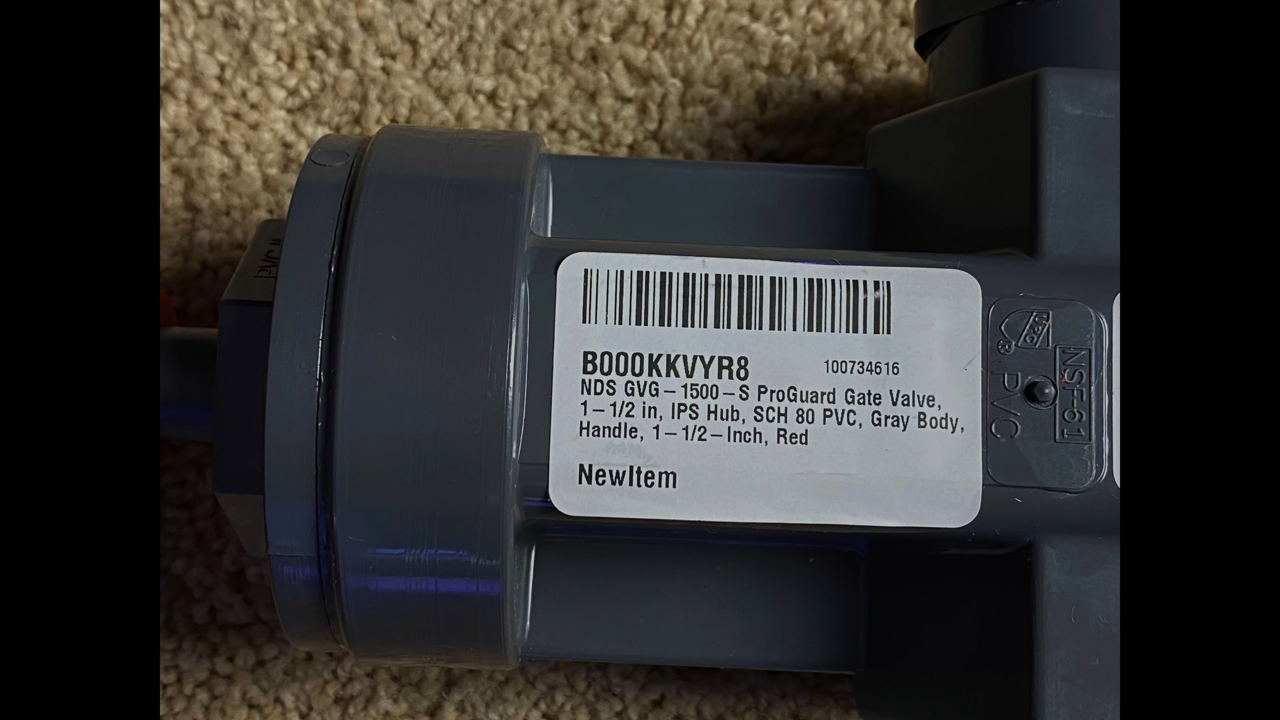 B000KKVYR8 100734616
NDS GVG-1500-S ProGuard Gate Valve,
1-1/2 in, IPS Hub, SCH 80 PVC, Gray Body,
Handle, 1-1/2-Inch, Red
NewItem
NSF-61
PVC